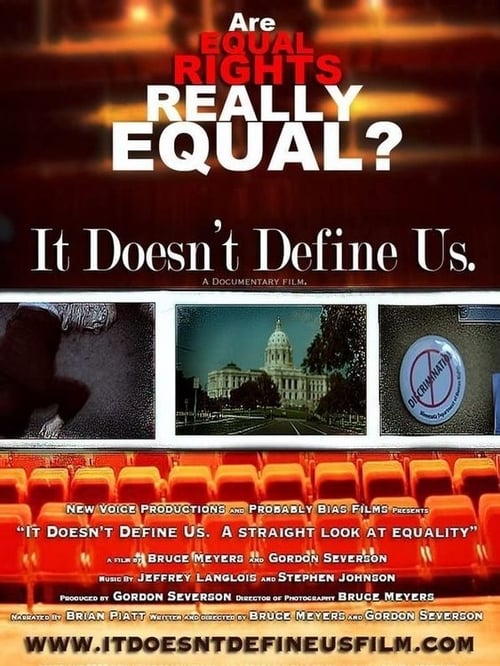 Are
EQUAL
RIGHTS
REALLY
EQUAL?
It Doesn't Define Us.
A DOCUMENTARY FILM.
DISCRIMINATION
NEW VOICE PRODUCTIONS AND PROBABLY BIAS FILMS PRESENTS
"IT DOESN'T DEFINE US. A STRAIGHT LOOK AT EQUALITY"
A FILM BY BRUCE MEYERS AND GORDON SEVERSON
MUSIC BY JEFFREY LANGLOIS AND STEPHEN JOHNSON
PRODUCED BY GORDON SEVERSON DIRECTOR OF PHOTOGRAPHY BRUCE MEYERS
NARRATED BY BRIAN PIATT WRITTEN AND DIRECTED BY BRUCE MEYERS AND GORDON SEVERSON
WWW.ITDOESNTDEFINEUSFILM.COM